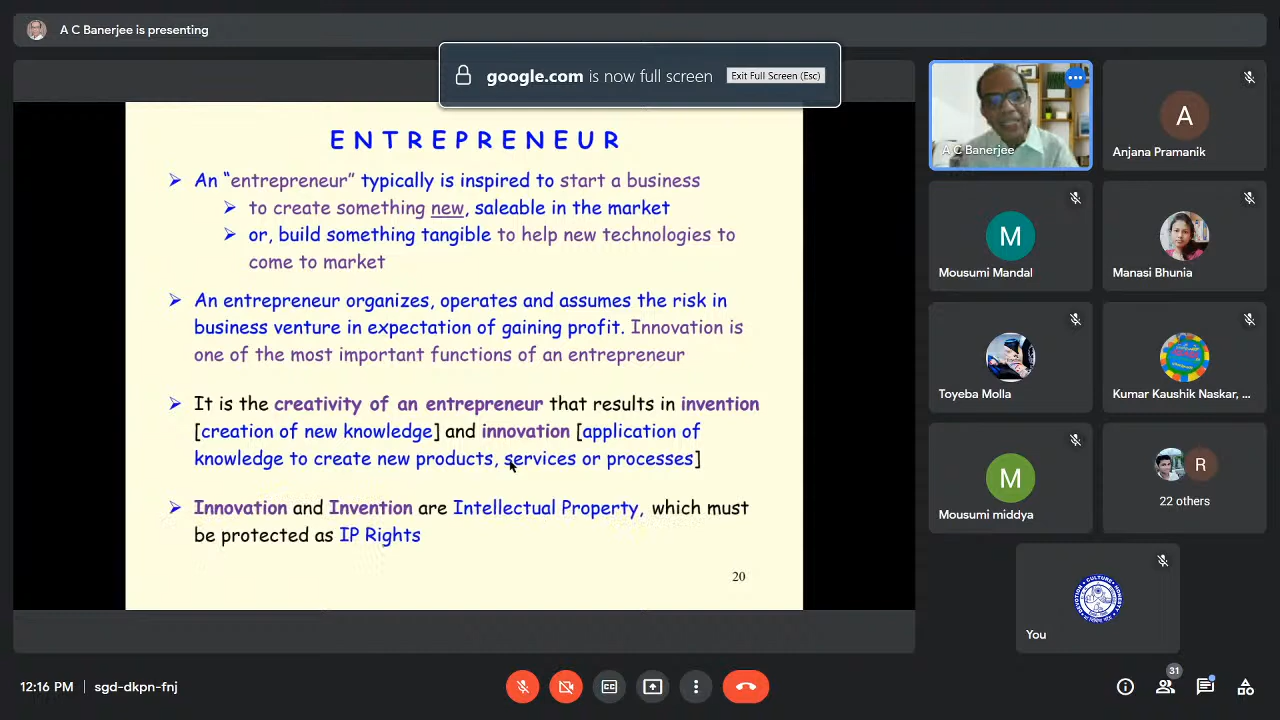 A C Banerjee is presenting
google.com is now full screen Exit Full Screen (Esc)
ENTREPRENEUR
➢ An “entrepreneur” typically is inspired to start a business
➢ to create something new, saleable in the market
➢ or, build something tangible to help new technologies to
come to market
➢ An entrepreneur organizes, operates and assumes the risk in
business venture in expectation of gaining profit. Innovation is
one of the most important functions of an entrepreneur
➢ It is the creativity of an entrepreneur that results in invention
[creation of new knowledge] and innovation [application of
knowledge to create new products, services or processes]
➢ Innovation and Invention are Intellectual Property, which must
be protected as IP Rights
20
A C Banerjee
A
Anjana Pramanik
M
Mousumi Mandal
Manasi Bhunia
Toyeba Molla
Kumar Kaushik Naskar, ...
M
Mousumi middya
R
22 others
You
12:16 PM | sgd-dkpn-fnj
31